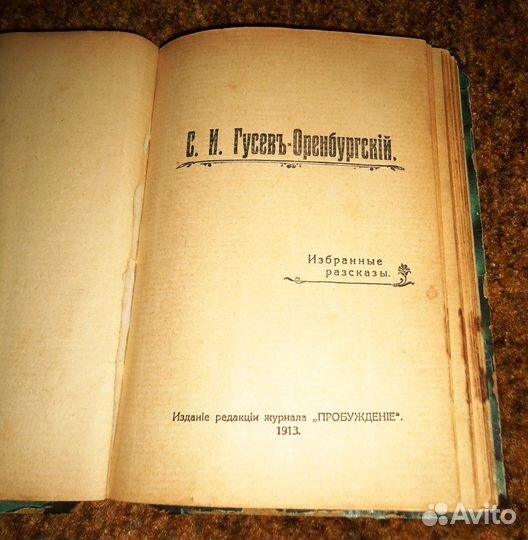 С. И. Гусевъ-Оренбургскій.
Избранные
разсказы.
Изданіе редакціи журнала „ПРОБУЖДЕНІЕ“.
1913.
Avito